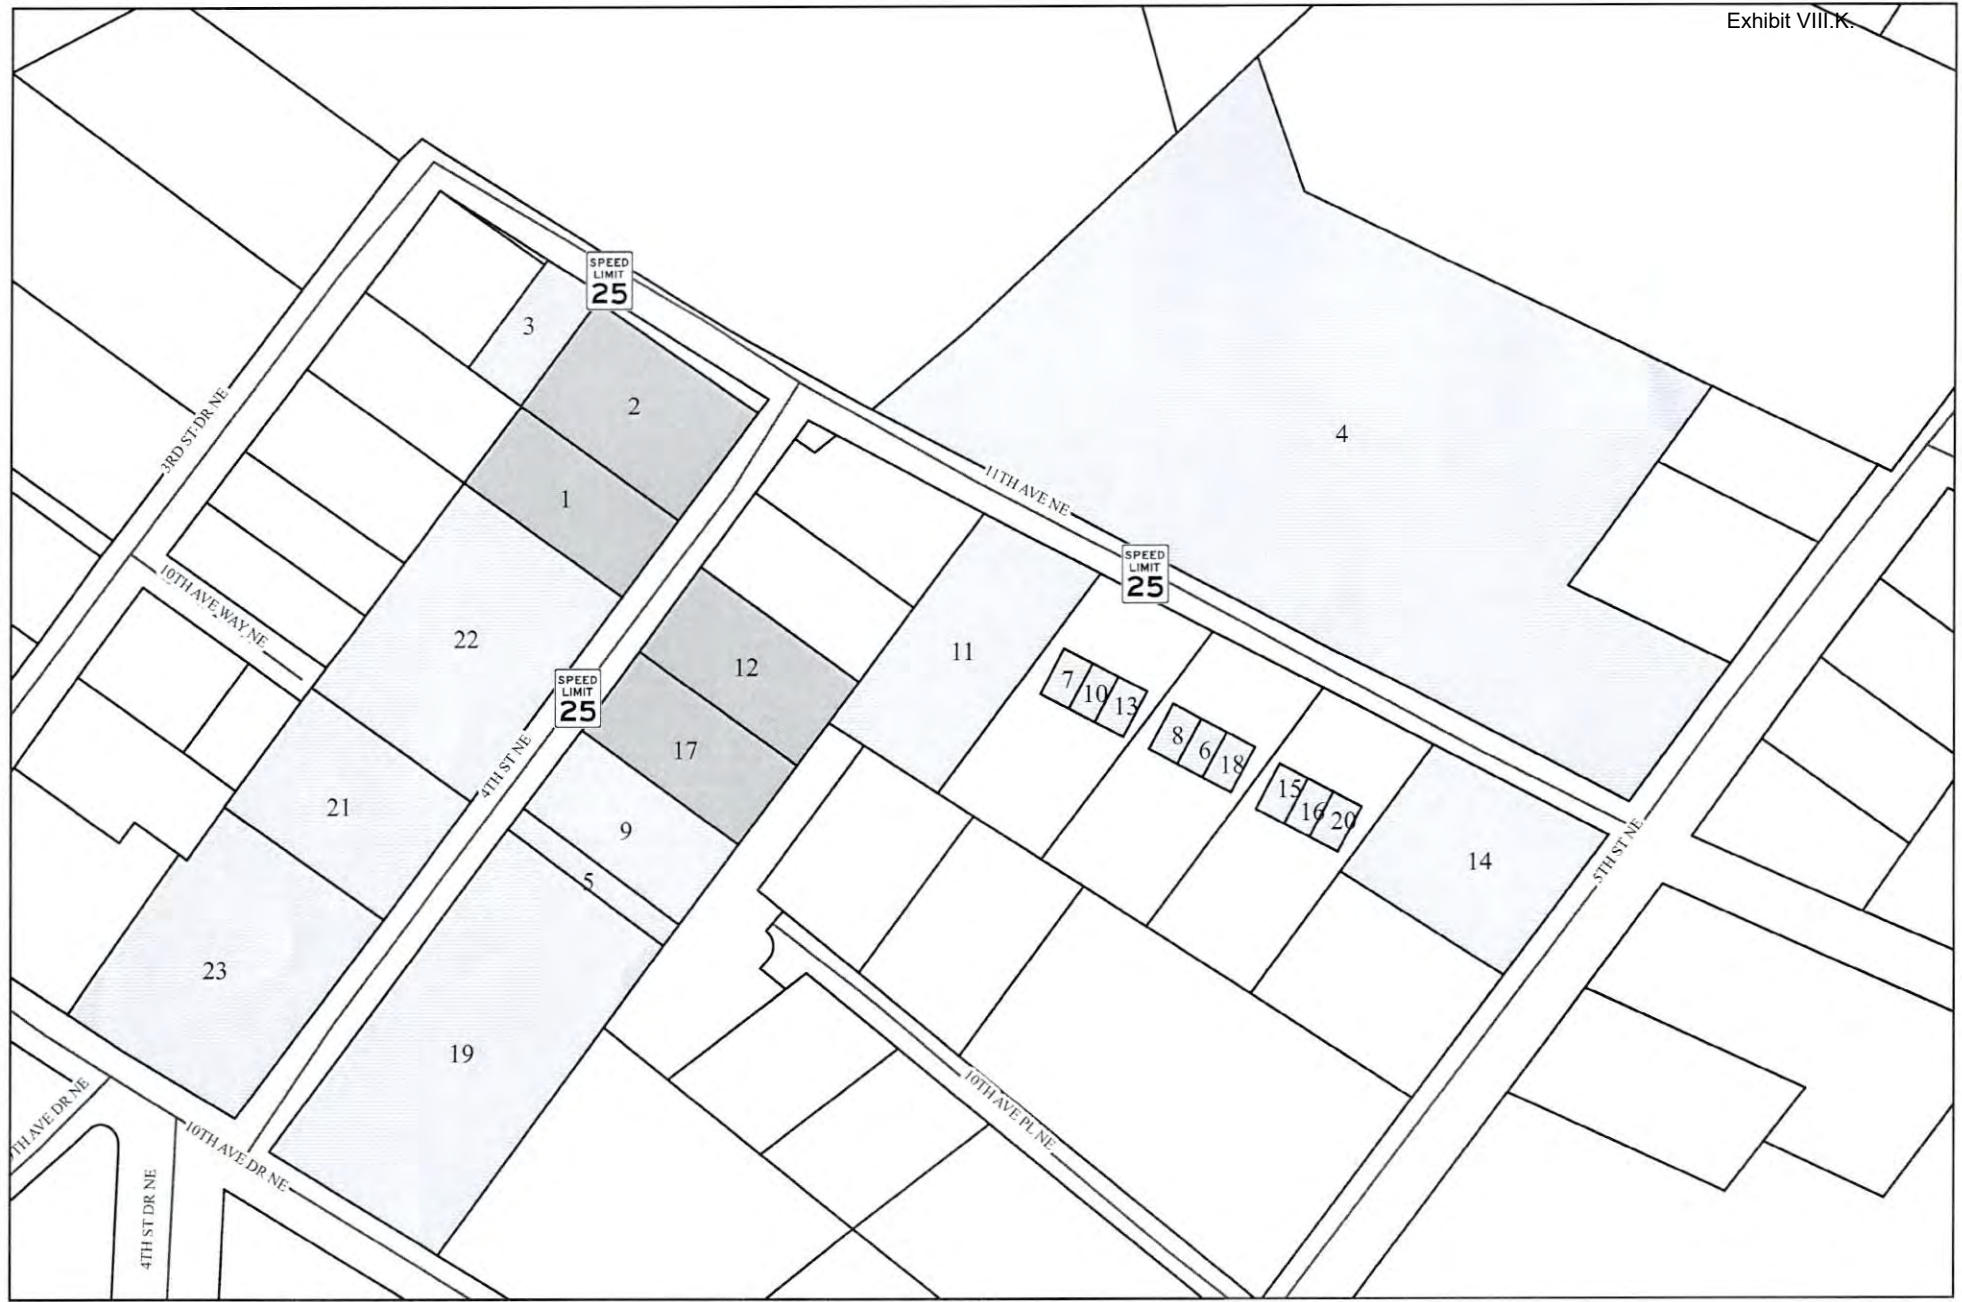 Exhibit VIII.K.
SPEED
LIMIT
25
3
2
3RD ST DR NE
1
4
11TH AVE NE
SPEED
LIMIT
25
10TH AVE WAY NE
22
12
11
7
10
13
SPEED
LIMIT
25
17
8
6
18
4TH ST NE
21
9
15
16
20
14
5TH ST NE
5
23
19
10TH AVE PL NE
TH AVE DR NE
10TH AVE DR NE
4TH ST DR NE